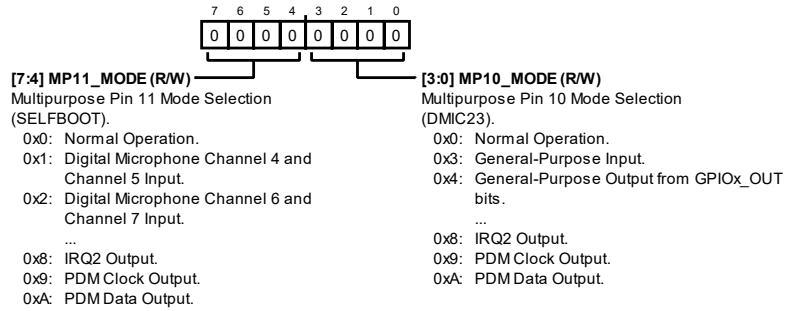 7 6 5 4 3 2 1 0
0 0 0 0 0 0 0 0
[7:4] MP11_MODE (R/W)
Multipurpose Pin 11 Mode Selection
(SELFBOOT).
0x0: Normal Operation.
0x1: Digital Microphone Channel 4 and
Channel 5 Input.
0x2: Digital Microphone Channel 6 and
Channel 7 Input.
...
0x8: IRQ2 Output.
0x9: PDM Clock Output.
0xA: PDM Data Output.
[3:0] MP10_MODE (R/W)
Multipurpose Pin 10 Mode Selection
(DMIC23).
0x0: Normal Operation.
0x3: General-Purpose Input.
0x4: General-Purpose Output from GPIOx_OUT
bits.
...
0x8: IRQ2 Output.
0x9: PDM Clock Output.
0xA: PDM Data Output.